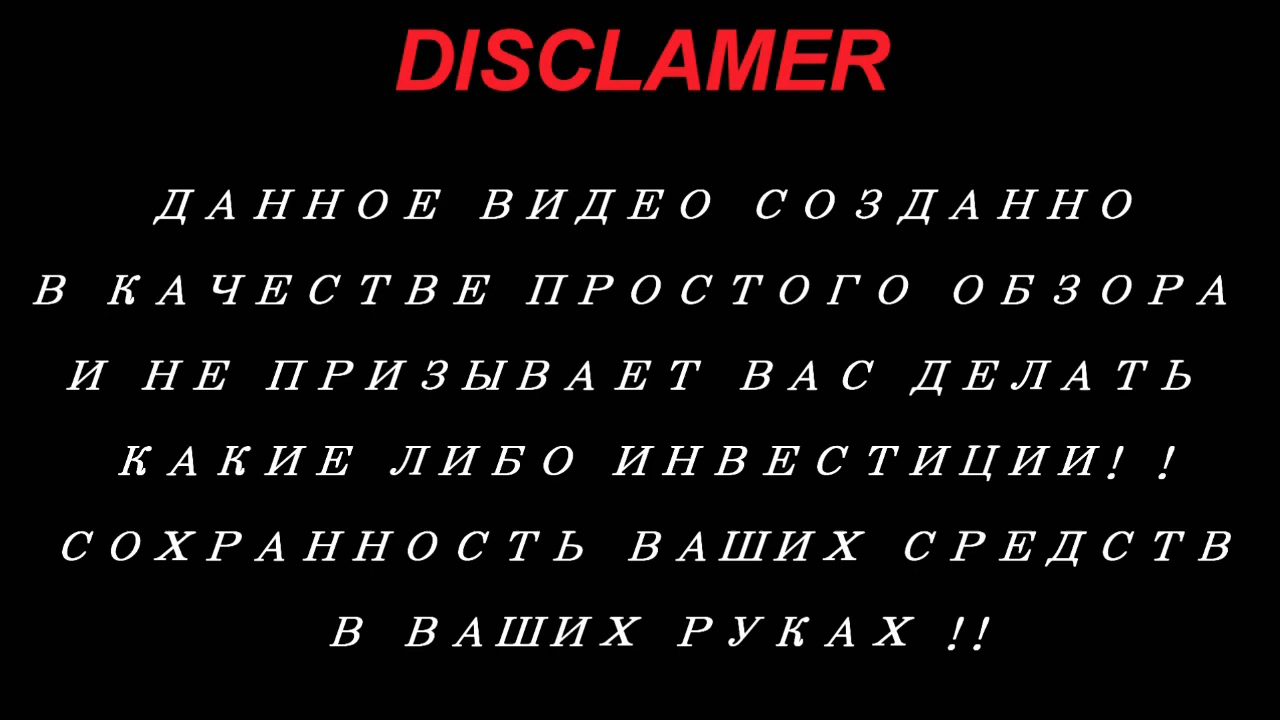 DISCLAMER
ДАННОЕ ВИДЕО СОЗДАННО
В КАЧЕСТВЕ ПРОСТОГО ОБЗОРА
И НЕ ПРИЗЫВАЕТ ВАС ДЕЛАТЬ
КАКИЕ ЛИБО ИНВЕСТИЦИИ! !
СОХРАННОСТЬ ВАШИХ СРЕДСТВ
В ВАШИХ РУКАХ !!